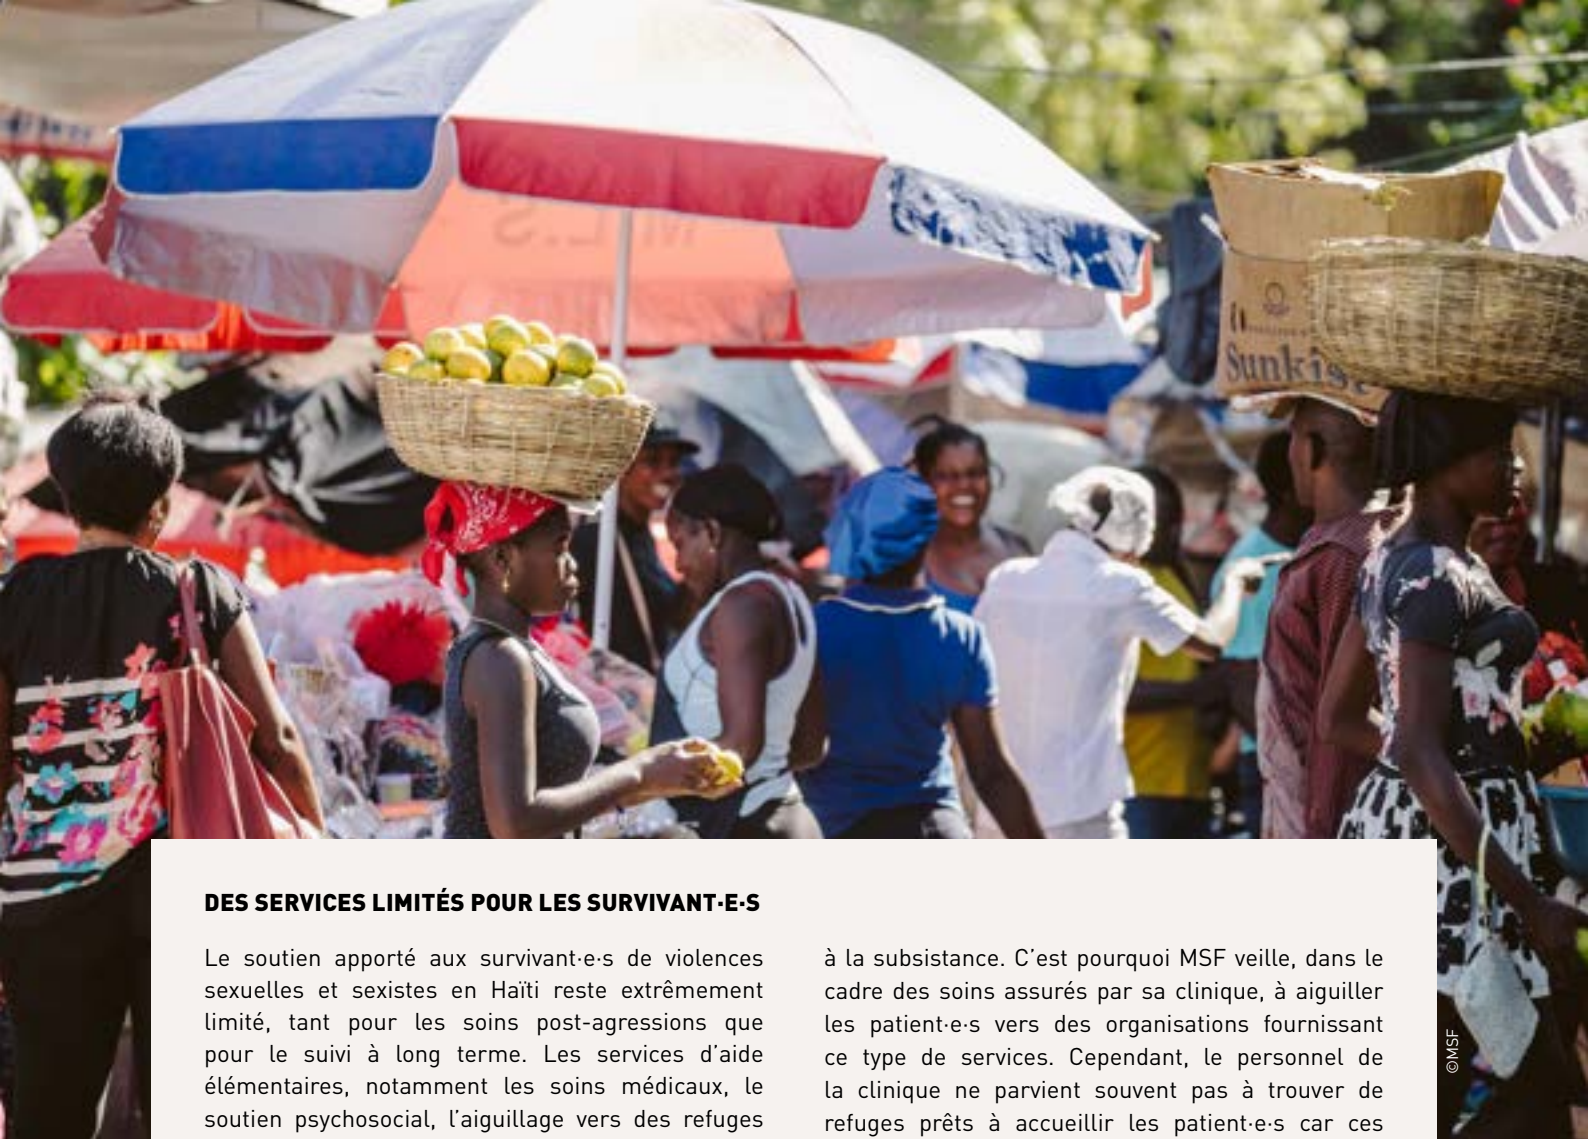 Sunkist
DES SERVICES LIMITÉS POUR LES SURVIVANT·E·S
Le soutien apporté aux survivant·e·s de violences
sexuelles et sexistes en Haïti reste extrêmement
limité, tant pour les soins post-agressions que
pour le suivi à long terme. Les services d’aide
élémentaires, notamment les soins médicaux, le
soutien psychosocial, l’aiguillage vers des refuges
à la subsistance. C’est pourquoi MSF veille, dans le
cadre des soins assurés par sa clinique, à aiguiller
les patient·e·s vers des organisations fournissant
ce type de services. Cependant, le personnel de
la clinique ne parvient souvent pas à trouver de
refuges prêts à accueillir les patient·e·s car ces
©MSF